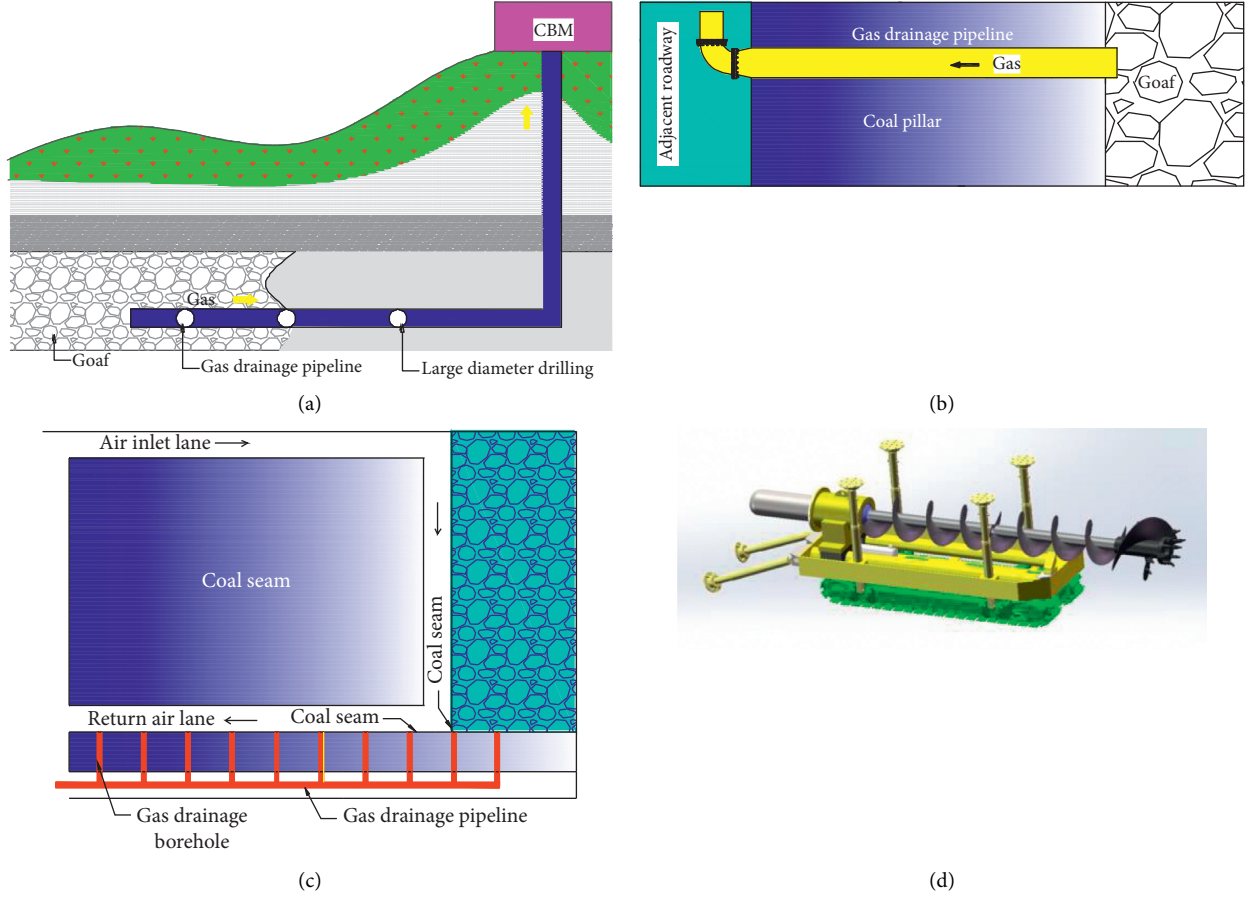 CBM
Gas
Goaf
Gas drainage pipeline
Large diameter drilling
(a)
Adjacent roadway
Gas drainage pipeline
Gas
Goaf
Coal pillar
(b)
Air inlet lane
Coal seam
Coal seam
Return air lane
Coal seam
Gas drainage
borehole
Gas drainage pipeline
(c)
(d)